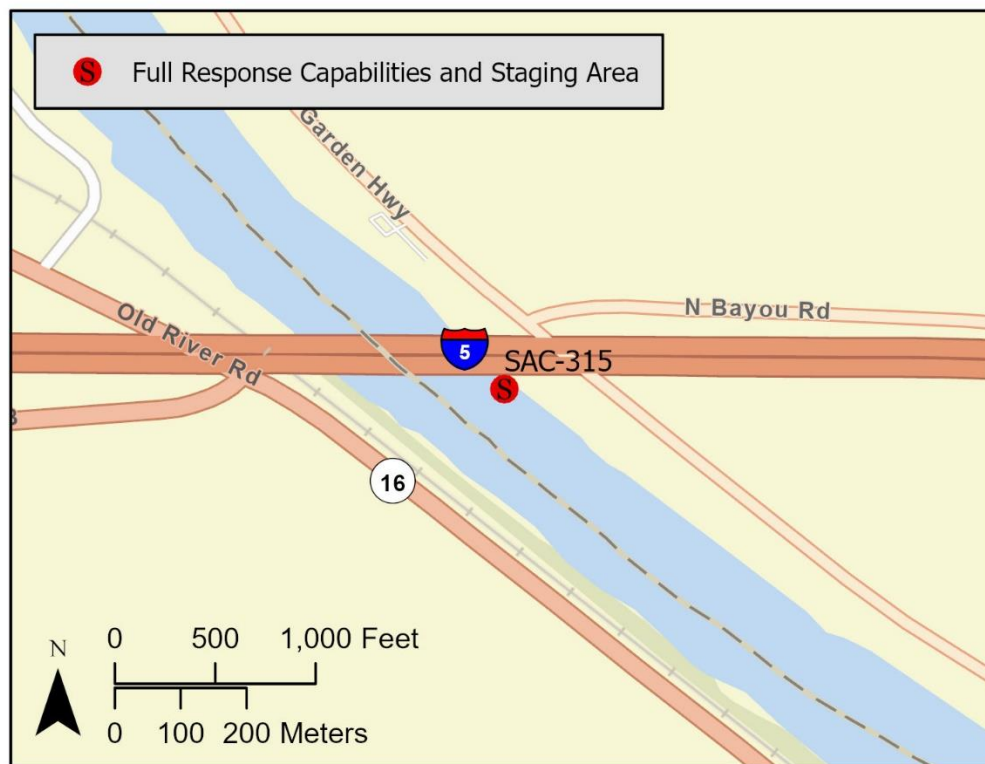 S Full Response Capabilities and Staging Area
Garden Hwy
N Bayou Rd
Old River Rd
5
SAC-315
S
16
N
0 500 1,000 Feet
0 100 200 Meters